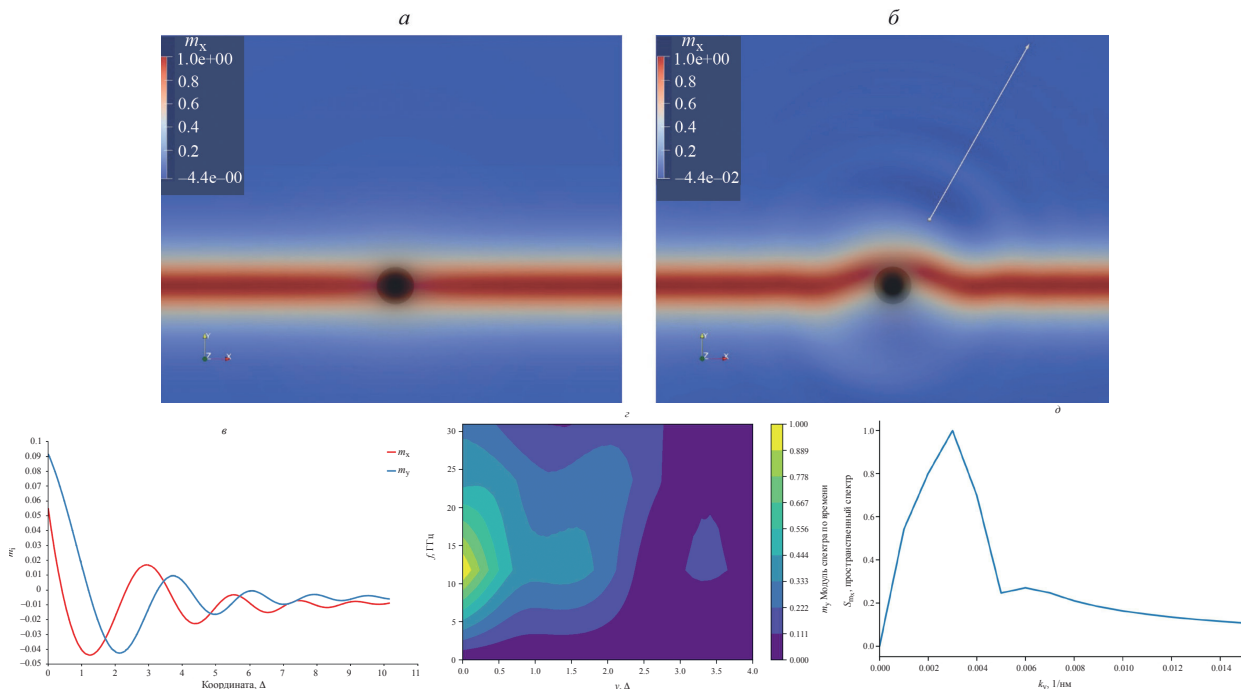 а
б
m_x
1.0e+00
0.8
0.6
0.4
0.2
–4.4e–00
Y
Z
X
m_x
1.0e+00
0.8
0.6
0.4
0.2
–4.4e–02
Y
Z
X
в
0.1
0.09
0.08
0.07
0.06
0.05
0.04
0.03
0.02
0.01
0
–0.01
–0.02
–0.03
–0.04
–0.05
m_i
0 1 2 3 4 5 6 7 8 9 10 11
Координата, Δ
m_x
m_y
г
30
25
20
15
10
5
0
f, ГГц
0.0 0.5 1.0 1.5 2.0 2.5 3.0 3.5 4.0
y, Δ
1.000
0.889
0.778
0.667
0.556
0.444
0.333
0.222
0.111
0.000
m_y Модуль спектра по времени
д
1.0
0.8
0.6
0.4
0.2
0.0
пространственный спектр
0.000 0.002 0.004 0.006 0.008 0.010 0.012 0.014
k_y, 1/нм